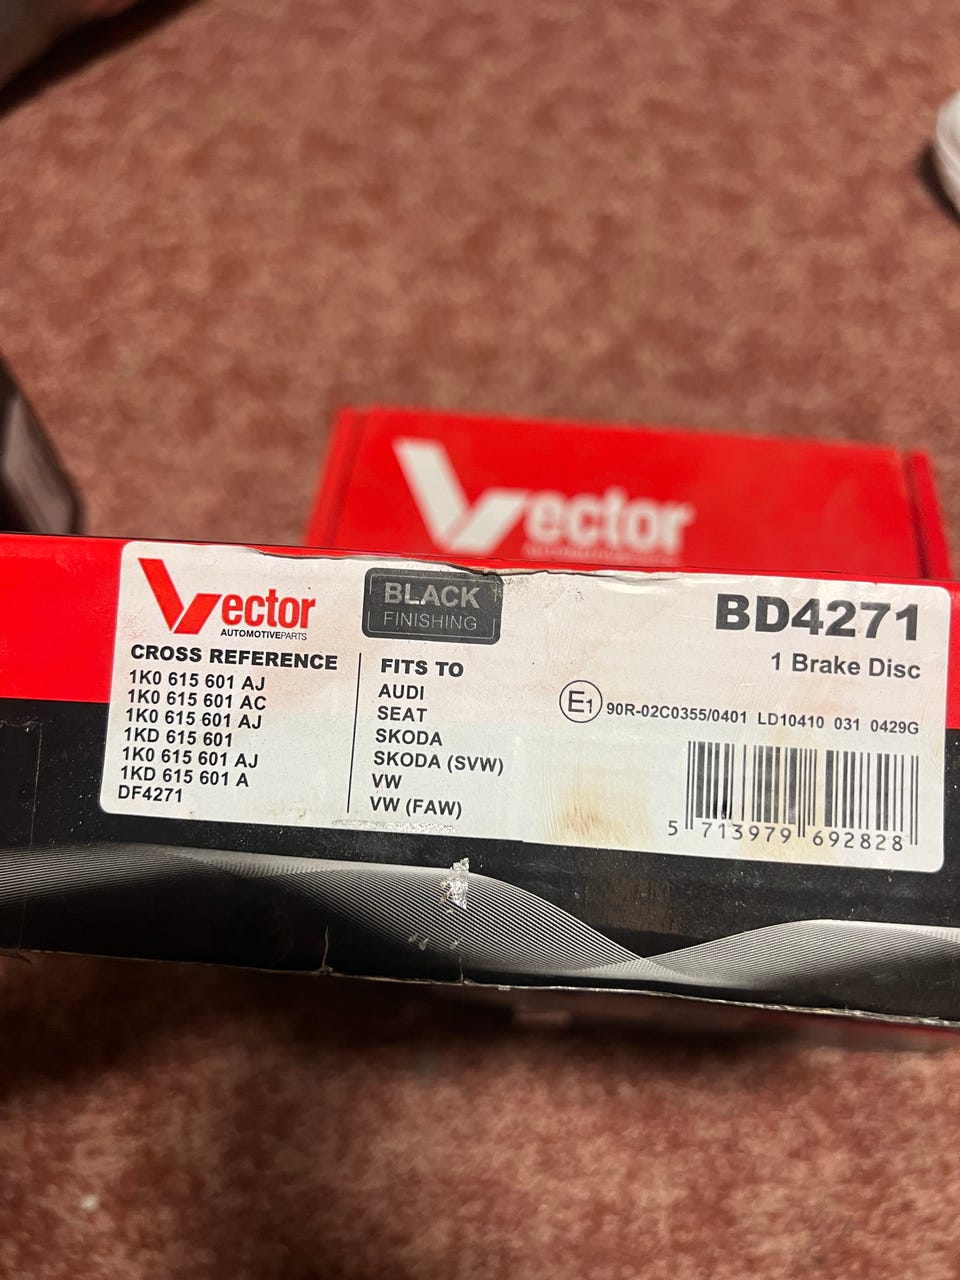 Vector
Vector
AUTOMOTIVEPARTS
BLACK
FINISHING
BD4271
1 Brake Disc
CROSS REFERENCE
1K0 615 601 AJ
1K0 615 601 AC
1K0 615 601 AJ
1KD 615 601
1K0 615 601 AJ
1KD 615 601 A
DF4271
FITS TO
AUDI
SEAT
SKODA
SKODA (SVW)
VW
VW (FAW)
E1 90R-02C0355/0401 LD10410 031 0429G
5 713979 692828